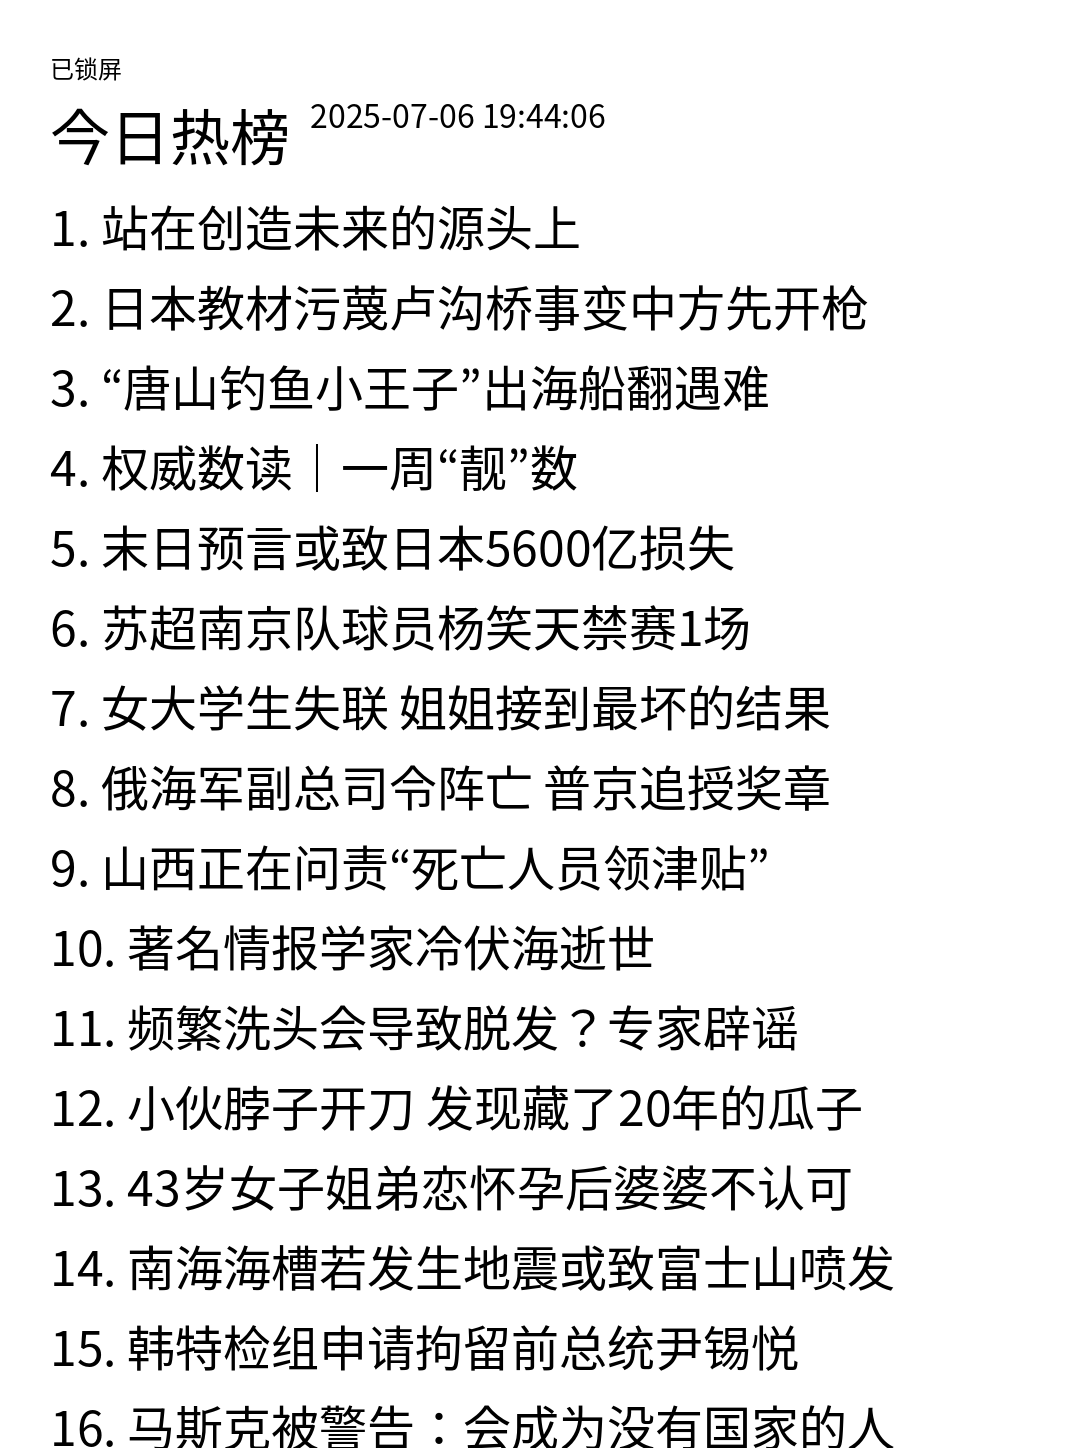 已锁屏
今日热榜 2025-07-06 19:44:06
1. 站在创造未来的源头上
2. 日本教材污蔑卢沟桥事变中方先开枪
3. “唐山钓鱼小王子”出海船翻遇难
4. 权威数读｜一周“靓”数
5. 末日预言或致日本5600亿损失
6. 苏超南京队球员杨笑天禁赛1场
7. 女大学生失联 姐姐接到最坏的结果
8. 俄海军副总司令阵亡 普京追授奖章
9. 山西正在问责“死亡人员领津贴”
10. 著名情报学家冷伏海逝世
11. 频繁洗头会导致脱发？专家辟谣
12. 小伙脖子开刀 发现藏了20年的瓜子
13. 43岁女子姐弟恋怀孕后婆婆不认可
14. 南海海槽若发生地震或致富士山喷发
15. 韩特检组申请拘留前总统尹锡悦
16. 马斯克被警告：会成为没有国家的人